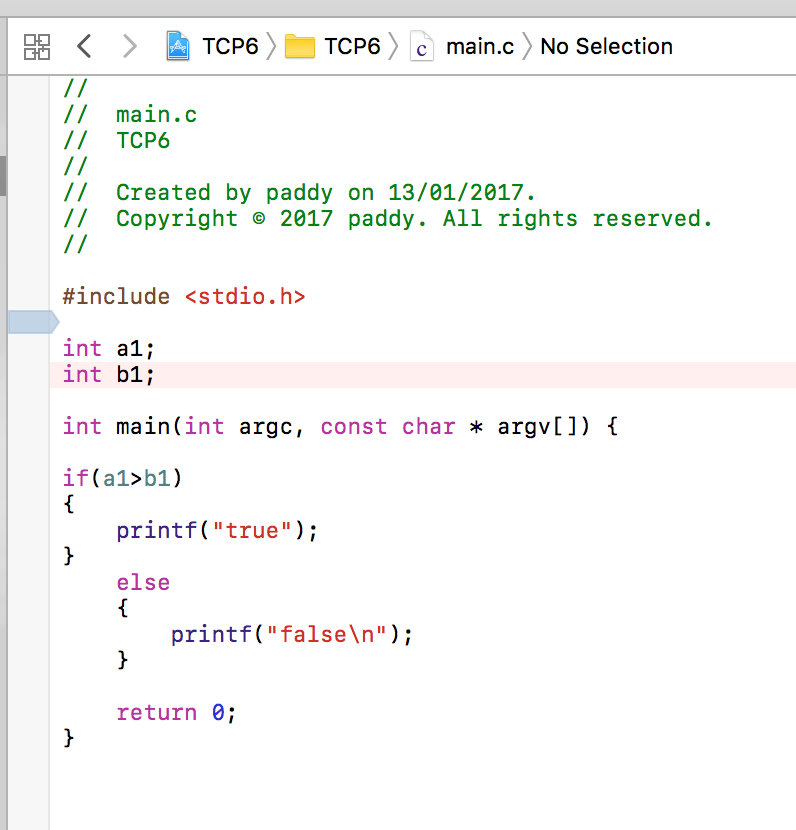 TCP6 TCP6 c main.c No Selection
//
//  main.c
//  TCP6
//
//  Created by paddy on 13/01/2017.
//  Copyright © 2017 paddy. All rights reserved.
//
#include <stdio.h>
int a1;
int b1;
int main(int argc, const char * argv[]) {
if(a1>b1)
{
    printf("true");
}
    else
    {
        printf("false\n");
    }
    return 0;
}